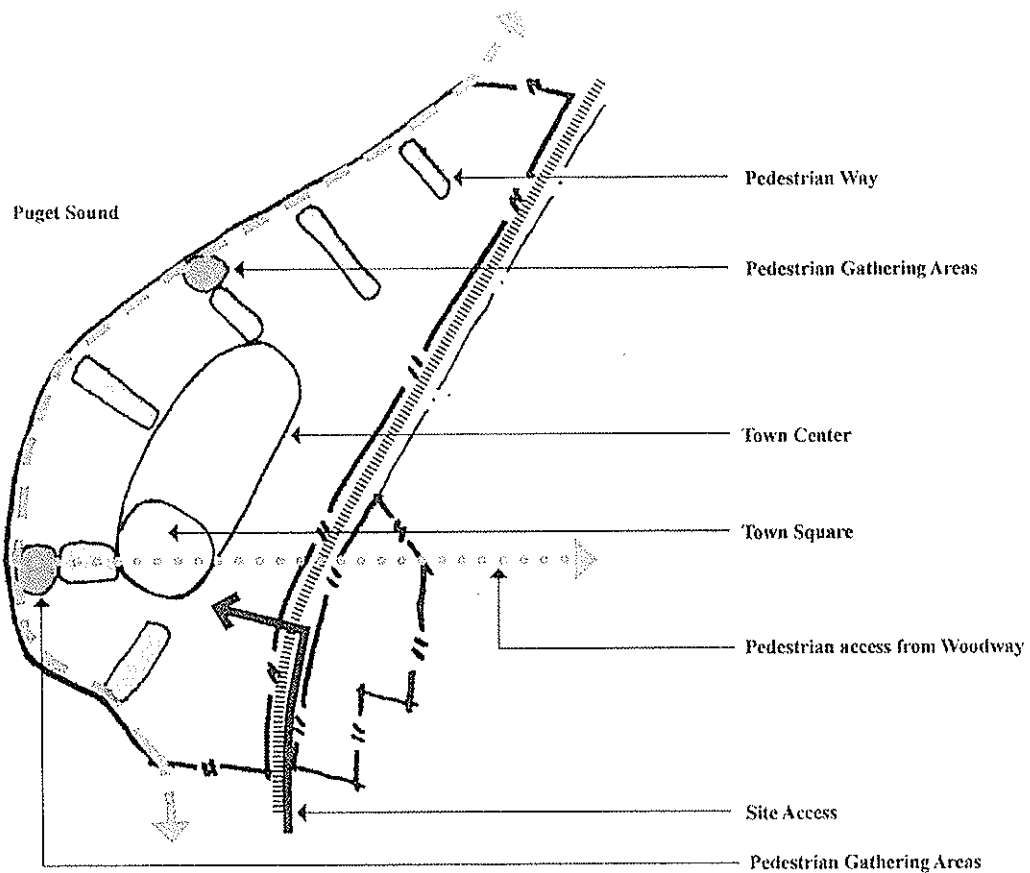 Pedestrian Way
Puget Sound
Pedestrian Gathering Areas
Town Center
Town Square
Pedestrian access from Woodway
Site Access
Pedestrian Gathering Areas